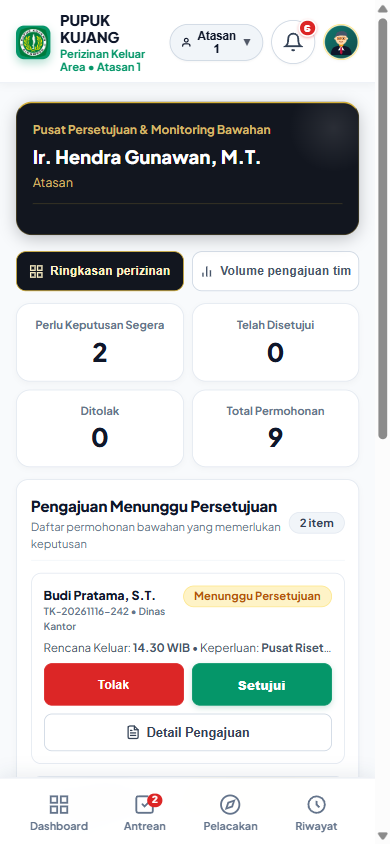 PUPUK
KUJANG
Perizinan Keluar
Area • Atasan 1
Atasan
1
6
Pusat Persetujuan & Monitoring Bawahan
Ir. Hendra Gunawan, M.T.
Atasan
Ringkasan perizinan
Volume pengajuan tim
Perlu Keputusan Segera
2
Telah Disetujui
0
Ditolak
0
Total Permohonan
9
Pengajuan Menunggu Persetujuan
Daftar permohonan bawahan yang memerlukan
keputusan
2 item
Budi Pratama, S.T.
TK-20261116-242 • Dinas
Kantor
Menunggu Persetujuan
Rencana Keluar: 14.30 WIB • Keperluan: Pusat Riset...
Tolak
Setujui
Detail Pengajuan
Dashboard
2
Antrean
Pelacakan
Riwayat